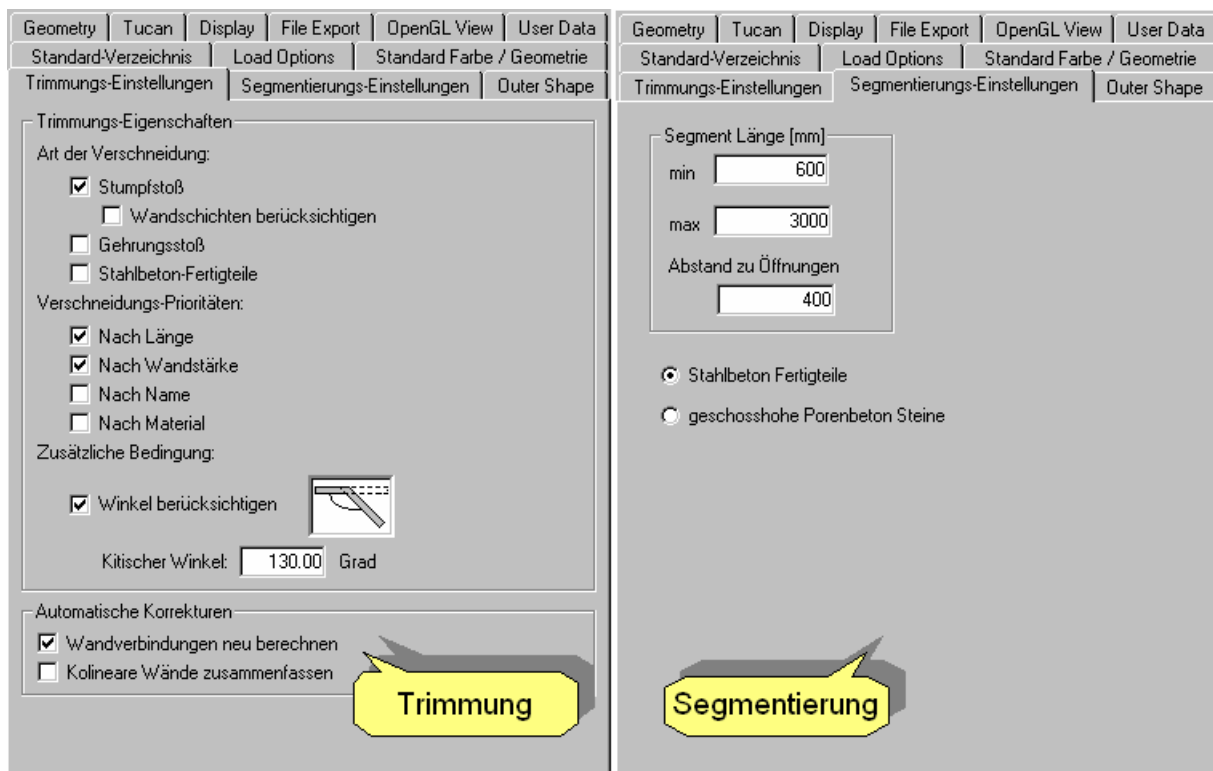 Geometry Tucan Display File Export OpenGL View User Data
Standard-Verzeichnis Load Options Standard Farbe / Geometrie
Trimmungs-Einstellungen Segmentierungs-Einstellungen Outer Shape
Trimmungs-Eigenschaften
Art der Verschneidung:
Stumpfstoß
Wandschichten berücksichtigen
Gehrungsstoß
Stahlbeton-Fertigteile
Verschneidungs-Prioritäten:
Nach Länge
Nach Wandstärke
Nach Name
Nach Material
Zusätzliche Bedingung:
Winkel berücksichtigen
Kitischer Winkel: 130.00 Grad
Automatische Korrekturen
Wandverbindungen neu berechnen
Kolineare Wände zusammenfassen
Trimmung
Geometry Tucan Display File Export OpenGL View User Data
Standard-Verzeichnis Load Options Standard Farbe / Geometrie
Trimmungs-Einstellungen Segmentierungs-Einstellungen Outer Shape
Segment Länge [mm]
min 600
max 3000
Abstand zu Öffnungen
400
Stahlbeton Fertigteile
geschosshohe Porenbeton Steine
Segmentierung